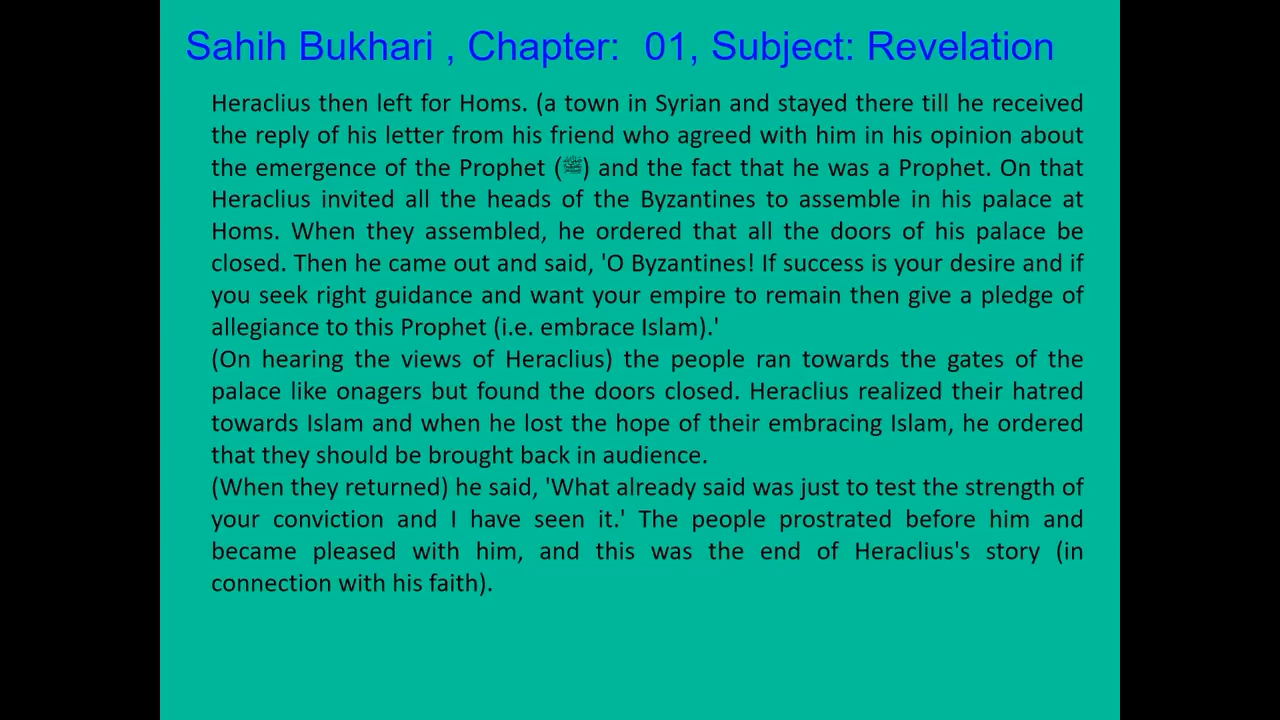 Sahih Bukhari , Chapter:  01, Subject: Revelation
Heraclius then left for Homs. (a town in Syrian and stayed there till he received
the reply of his letter from his friend who agreed with him in his opinion about
the emergence of the Prophet (ﷺ) and the fact that he was a Prophet. On that
Heraclius invited all the heads of the Byzantines to assemble in his palace at
Homs. When they assembled, he ordered that all the doors of his palace be
closed. Then he came out and said, 'O Byzantines! If success is your desire and if
you seek right guidance and want your empire to remain then give a pledge of
allegiance to this Prophet (i.e. embrace Islam).'
(On hearing the views of Heraclius) the people ran towards the gates of the
palace like onagers but found the doors closed. Heraclius realized their hatred
towards Islam and when he lost the hope of their embracing Islam, he ordered
that they should be brought back in audience.
(When they returned) he said, 'What already said was just to test the strength of
your conviction and I have seen it.' The people prostrated before him and
became pleased with him, and this was the end of Heraclius's story (in
connection with his faith).